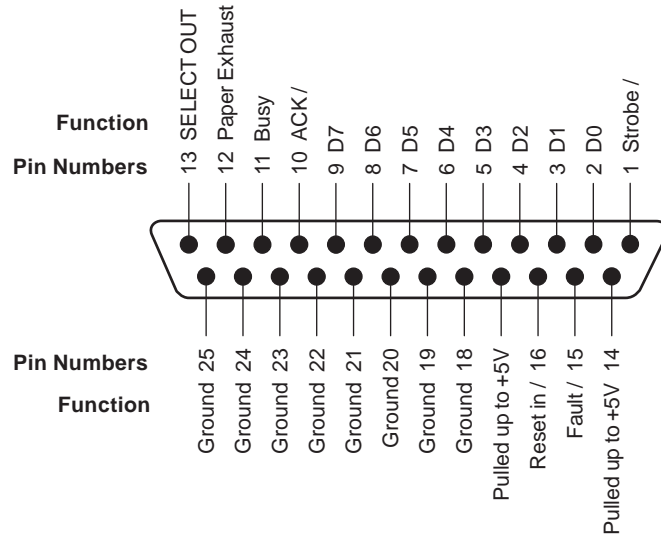 Function
Pin Numbers
13 SELECT OUT
12 Paper Exhaust
11 Busy
10 ACK /
9 D7
8 D6
7 D5
6 D4
5 D3
4 D2
3 D1
2 D0
1 Strobe /
Pin Numbers
Function
Ground 25
Ground 24
Ground 23
Ground 22
Ground 21
Ground 20
Ground 19
Ground 18
Pulled up to +5V
Reset in / 16
Fault / 15
Pulled up to +5V 14